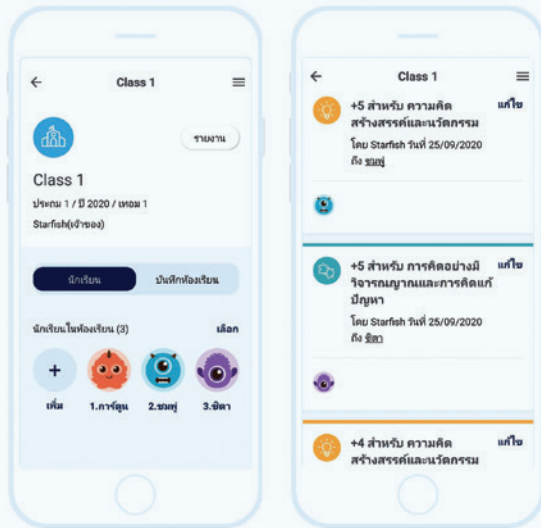 Class 1
รายงาน
Class 1
ประถม 1 / ปี 2020 / เทอม 1
Starfish(เจ้าของ)
นักเรียน
บันทึกห้องเรียน
นักเรียนในห้องเรียน (3)
เลือก
+
เพิ่ม
1.การ์ตูน
2.ชมพู่
3.ชิตา
Class 1
+5 สำหรับ ความคิด
แก้ไข
สร้างสรรค์และนวัตกรรม
โดย Starfish วันที่ 25/09/2020
ถึง ชมพู่
+5 สำหรับ การคิดอย่างมี
แก้ไข
วิจารณญาณและการคิดแก้
ปัญหา
โดย Starfish วันที่ 25/09/2020
ถึง ชิตา
+4 สำหรับ ความคิด
แก้ไข
สร้างสรรค์และนวัตกรรม